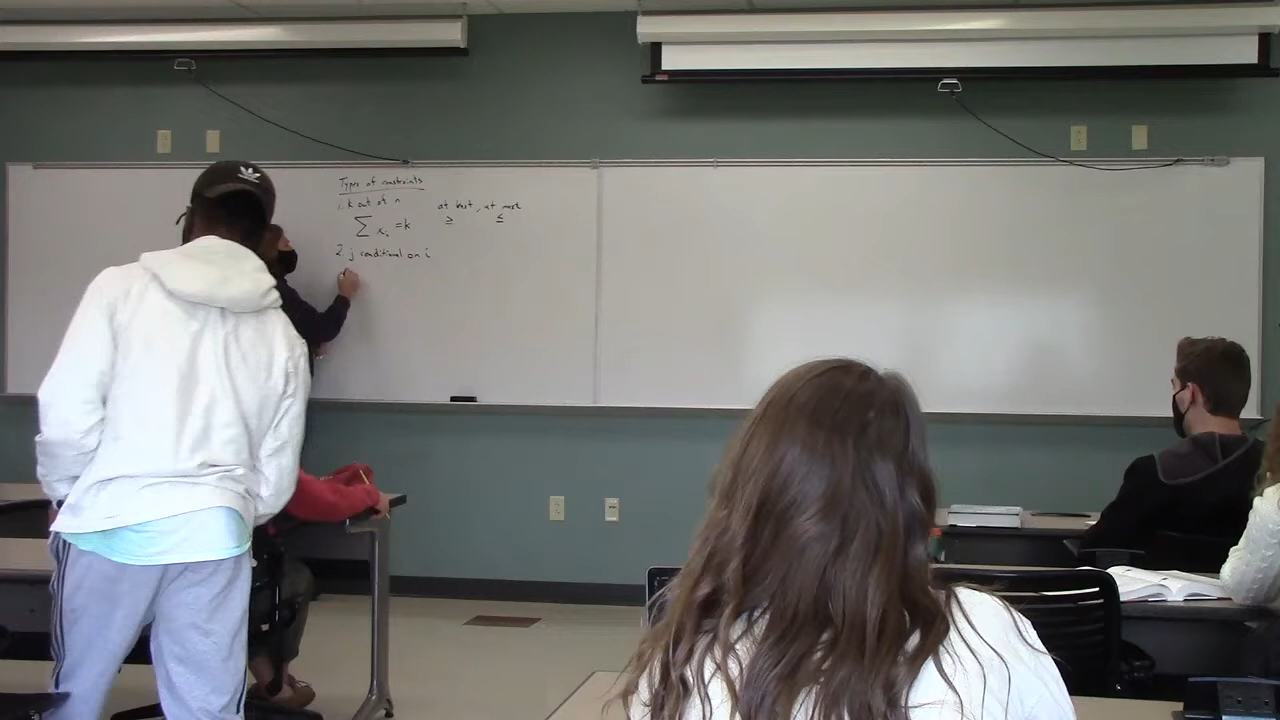 Types of constraints
1. k out of n at least, at most
∑ xᵢ = k ≥ ≤
2. j conditional on i